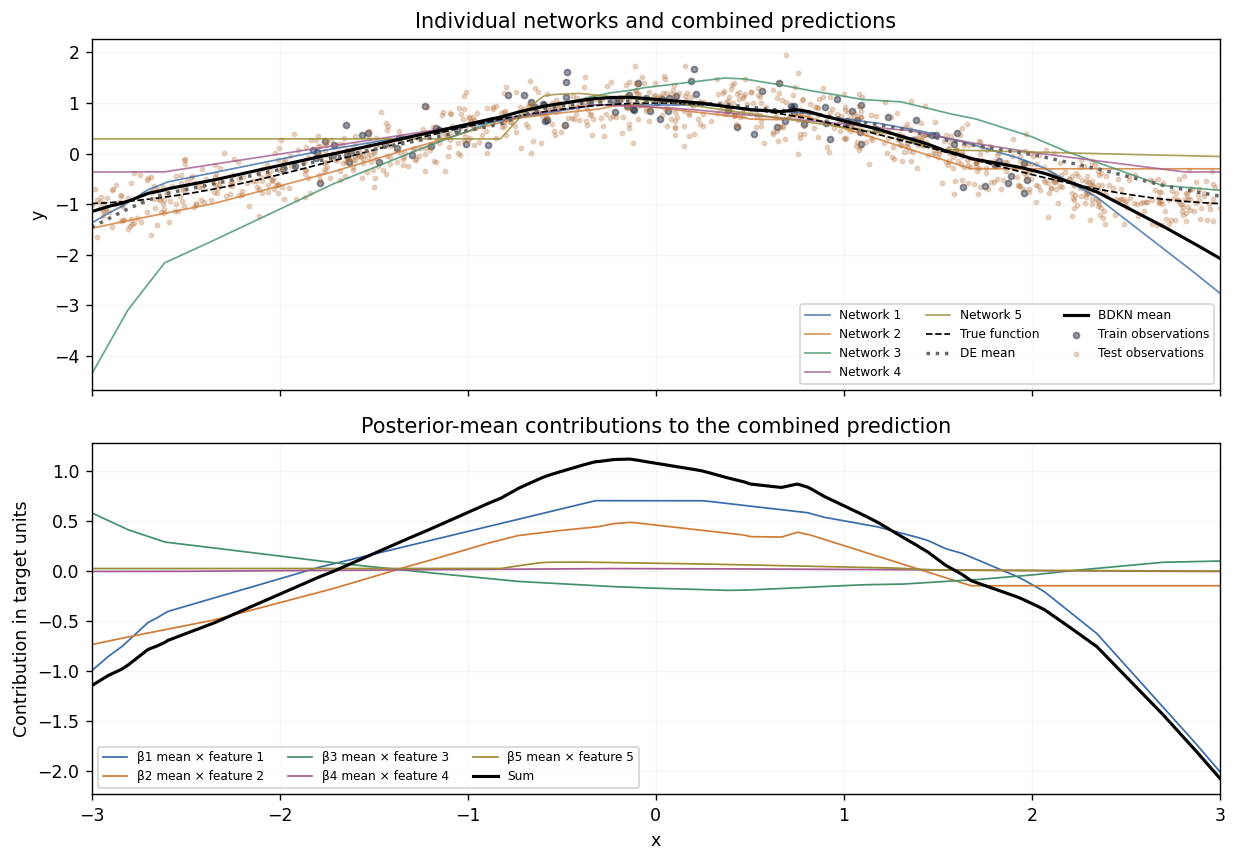 Individual networks and combined predictions
2
1
0
−1
−2
−3
−4
y
Network 1
Network 2
Network 3
Network 4
Network 5
True function
DE mean
BDKN mean
Train observations
Test observations
Posterior-mean contributions to the combined prediction
1.0
0.5
0.0
−0.5
−1.0
−1.5
−2.0
Contribution in target units
β1 mean × feature 1
β2 mean × feature 2
β3 mean × feature 3
β4 mean × feature 4
β5 mean × feature 5
Sum
−3
−2
−1
0
1
2
3
x